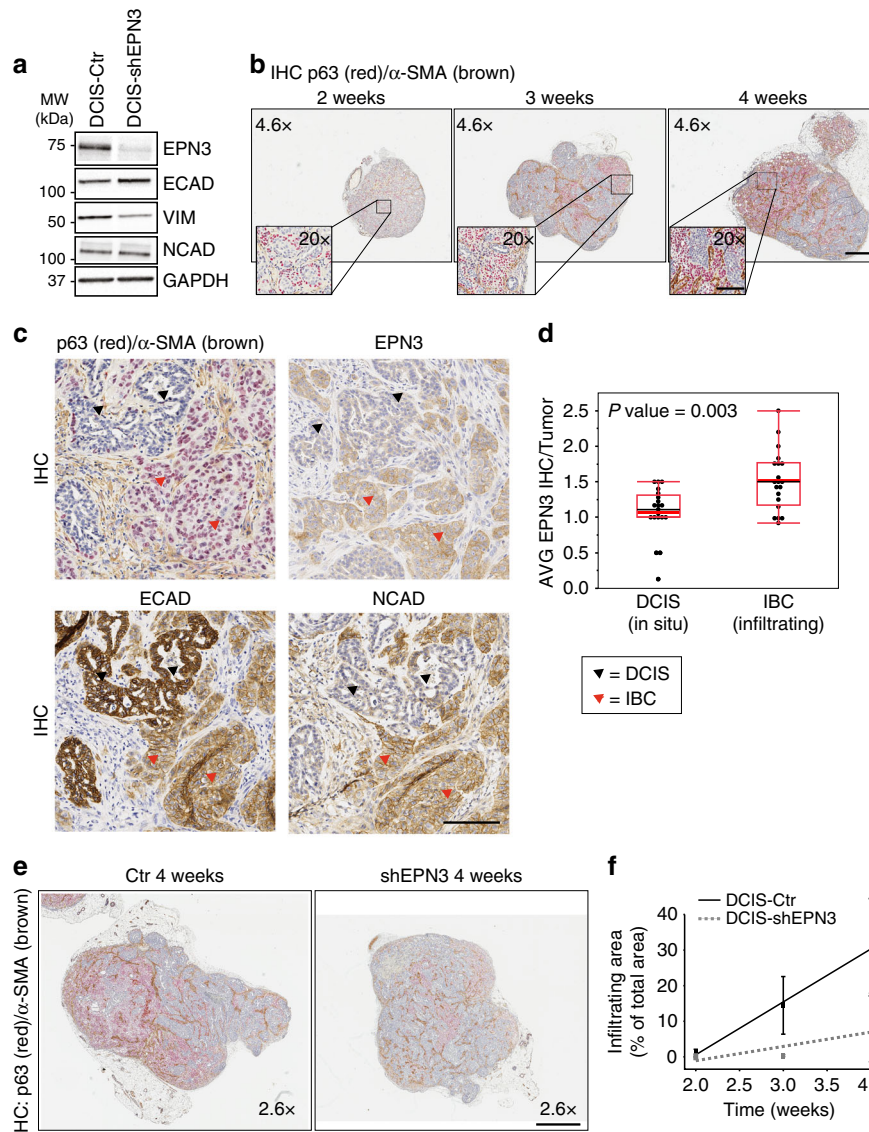 a
DCIS-Ctr
DCIS-shEPN3
MW
(kDa)
75
EPN3
100
ECAD
50
VIM
100
NCAD
37
GAPDH
b
IHC p63 (red)/α-SMA (brown)
2 weeks
3 weeks
4 weeks
4.6×
4.6×
4.6×
20×
20×
20×
c
p63 (red)/α-SMA (brown)
EPN3
IHC
ECAD
NCAD
IHC
d
P value = 0.003
AVG EPN3 IHC/Tumor
2.5
2.0
1.5
1.0
0.5
0.0
DCIS
(in situ)
IBC
(infiltrating)
= DCIS
= IBC
e
Ctr 4 weeks
shEPN3 4 weeks
HC: p63 (red)/α-SMA (brown)
2.6×
2.6×
f
DCIS-Ctr
DCIS-shEPN3
Infiltrating area
(% of total area)
40
30
20
10
0
2.0
2.5
3.0
3.5
4
Time (weeks)